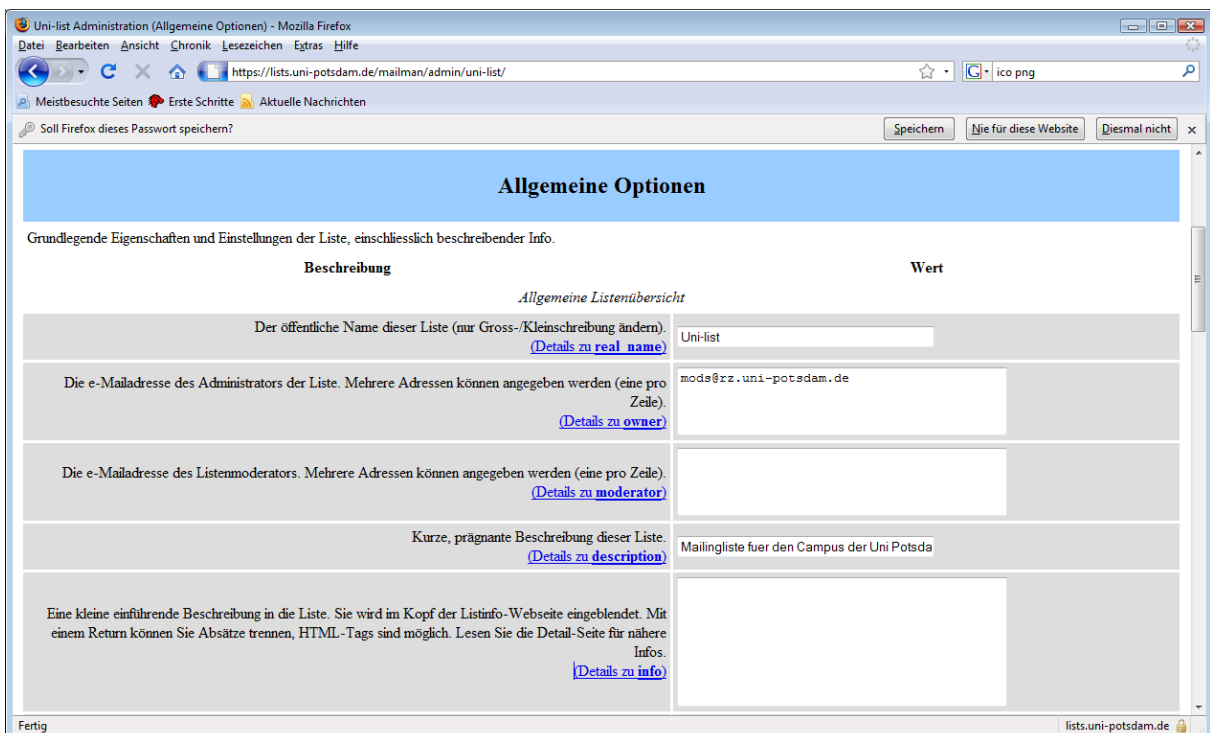 Uni-list Administration (Allgemeine Optionen) - Mozilla Firefox
Datei Bearbeiten Ansicht Chronik Lesezeichen Extras Hilfe
https://lists.uni-potsdam.de/mailman/admin/uni-list/
ico png
Meistbesuchte Seiten Erste Schritte Aktuelle Nachrichten
Soll Firefox dieses Passwort speichern? Speichern Nie für diese Website Diesmal nicht
Allgemeine Optionen
Grundlegende Eigenschaften und Einstellungen der Liste, einschliesslich beschreibender Info.
Beschreibung Wert
Allgemeine Listenübersicht
Der öffentliche Name dieser Liste (nur Gross-/Kleinschreibung ändern).
(Details zu real_name)
Uni-list
Die e-Mailadresse des Administrators der Liste. Mehrere Adressen können angegeben werden (eine pro
Zeile).
(Details zu owner)
mods@rz.uni-potsdam.de
Die e-Mailadresse des Listenmoderators. Mehrere Adressen können angegeben werden (eine pro Zeile).
(Details zu moderator)
Kurze, prägnante Beschreibung dieser Liste.
(Details zu description)
Mailingliste fuer den Campus der Uni Potsda
Eine kleine einführende Beschreibung in die Liste. Sie wird im Kopf der Listinfo-Webseite eingeblendet. Mit
einem Return können Sie Absätze trennen, HTML-Tags sind möglich. Lesen Sie die Detail-Seite für nähere
Infos.
(Details zu info)
Fertig lists.uni-potsdam.de